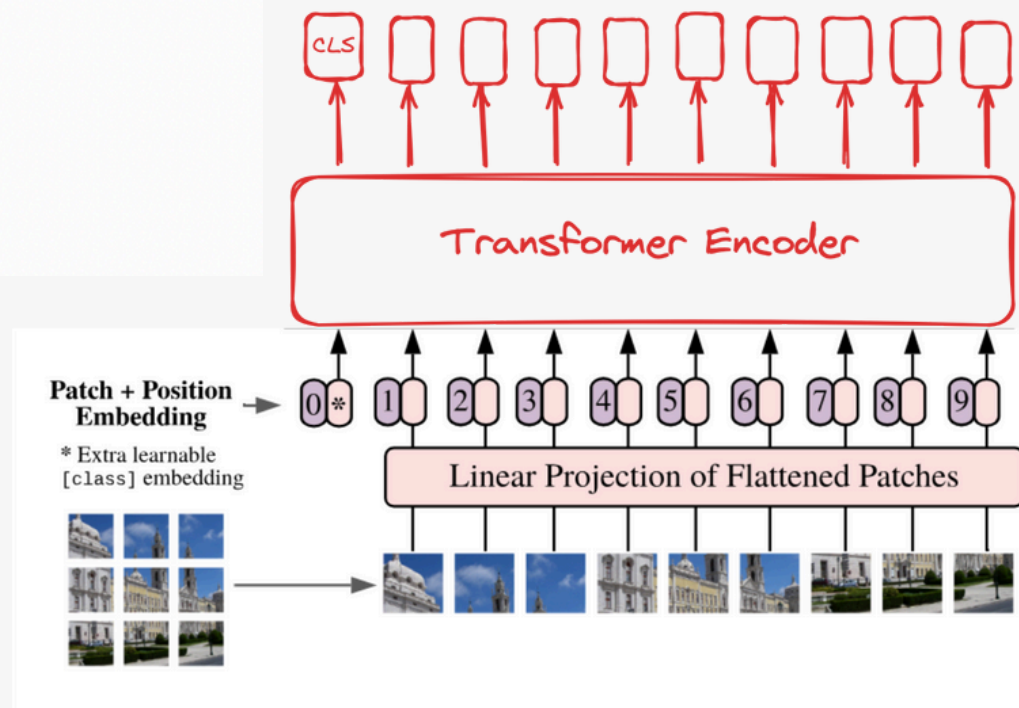 CLS
Transformer Encoder
Patch + Position
Embedding
* Extra learnable
[class] embedding
0 * 1 2 3 4 5 6 7 8 9
Linear Projection of Flattened Patches